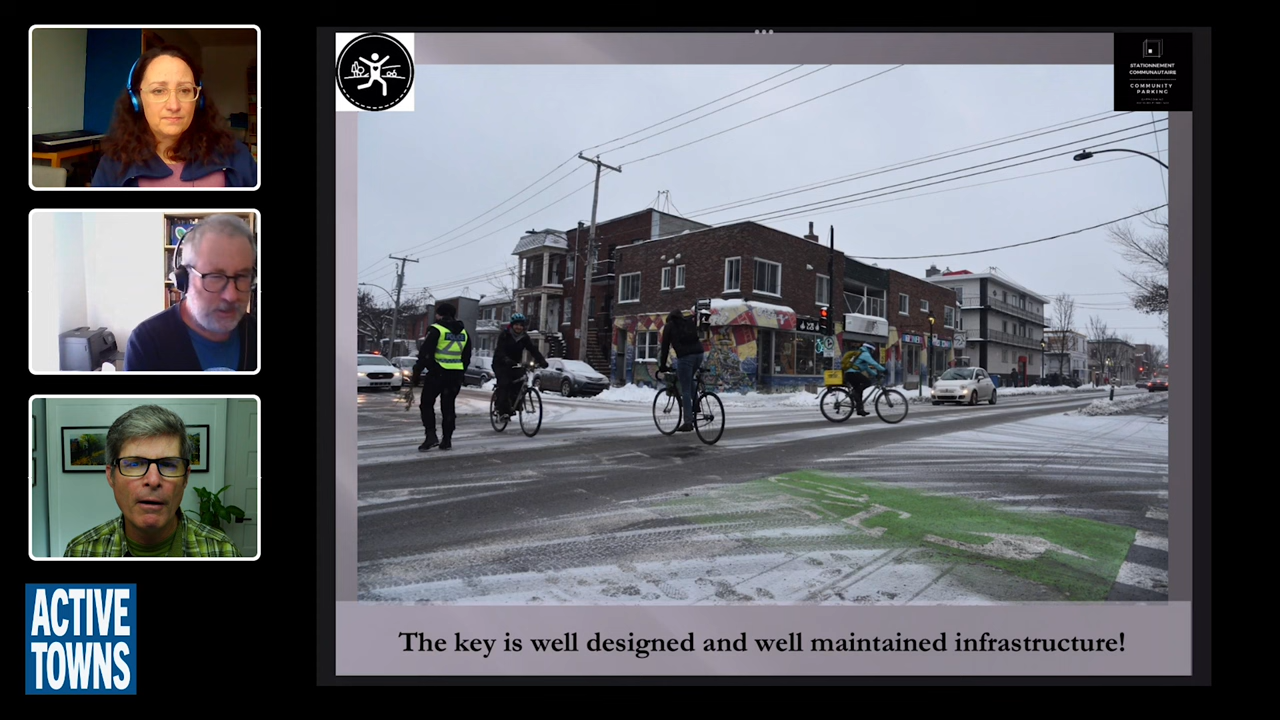 STATIONNEMENT
COMMUNAUTAIRE
COMMUNITY
PARKING
The key is well designed and well maintained infrastructure!
ACTIVE
TOWNS